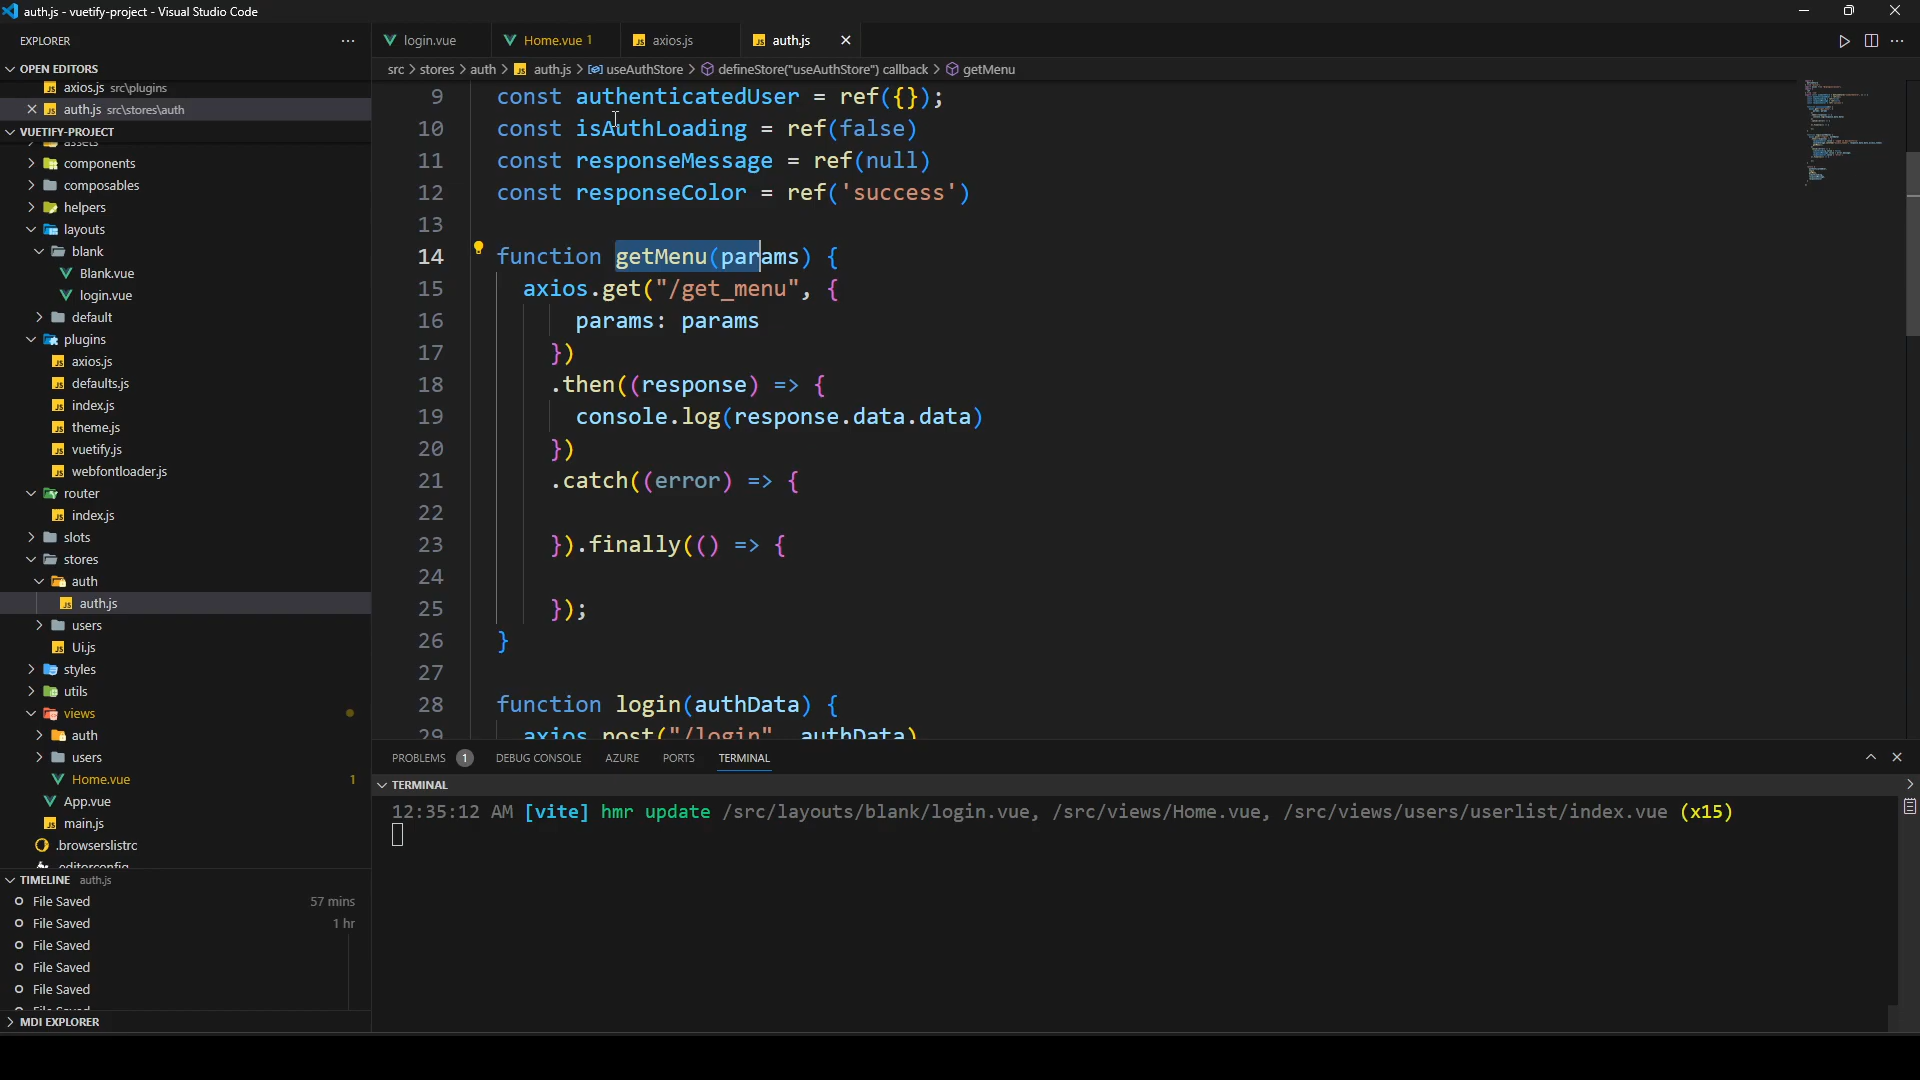 auth.js - vuetify-project - Visual Studio Code
EXPLORER
OPEN EDITORS
axios.js src\plugins
auth.js src\stores\auth
VUETIFY-PROJECT
assets
components
composables
helpers
layouts
blank
Blank.vue
login.vue
default
plugins
axios.js
defaults.js
index.js
theme.js
vuetify.js
webfontloader.js
router
index.js
slots
stores
auth
auth.js
users
Ui.js
styles
utils
views
auth
users
Home.vue 1
App.vue
main.js
.browserslistrc
.editorconfig
TIMELINE auth.js
File Saved 57 mins
File Saved 1 hr
File Saved
File Saved
File Saved
File Saved
MDI EXPLORER
login.vue
Home.vue 1
axios.js
auth.js
src > stores > auth > auth.js > useAuthStore > defineStore("useAuthStore") callback > getMenu
9 const authenticatedUser = ref({});
10 const isAuthLoading = ref(false)
11 const responseMessage = ref(null)
12 const responseColor = ref('success')
13
14 function getMenu(params) {
15 axios.get("/get_menu", {
16 params: params
17 })
18 .then((response) => {
19 console.log(response.data.data)
20 })
21 .catch((error) => {
22
23 }).finally(() => {
24
25 });
26 }
27
28 function login(authData) {
29 axios.post("/login", authData)
PROBLEMS 1 DEBUG CONSOLE AZURE PORTS TERMINAL
TERMINAL
12:35:12 AM [vite] hmr update /src/layouts/blank/login.vue, /src/views/Home.vue, /src/views/users/userlist/index.vue (x15)